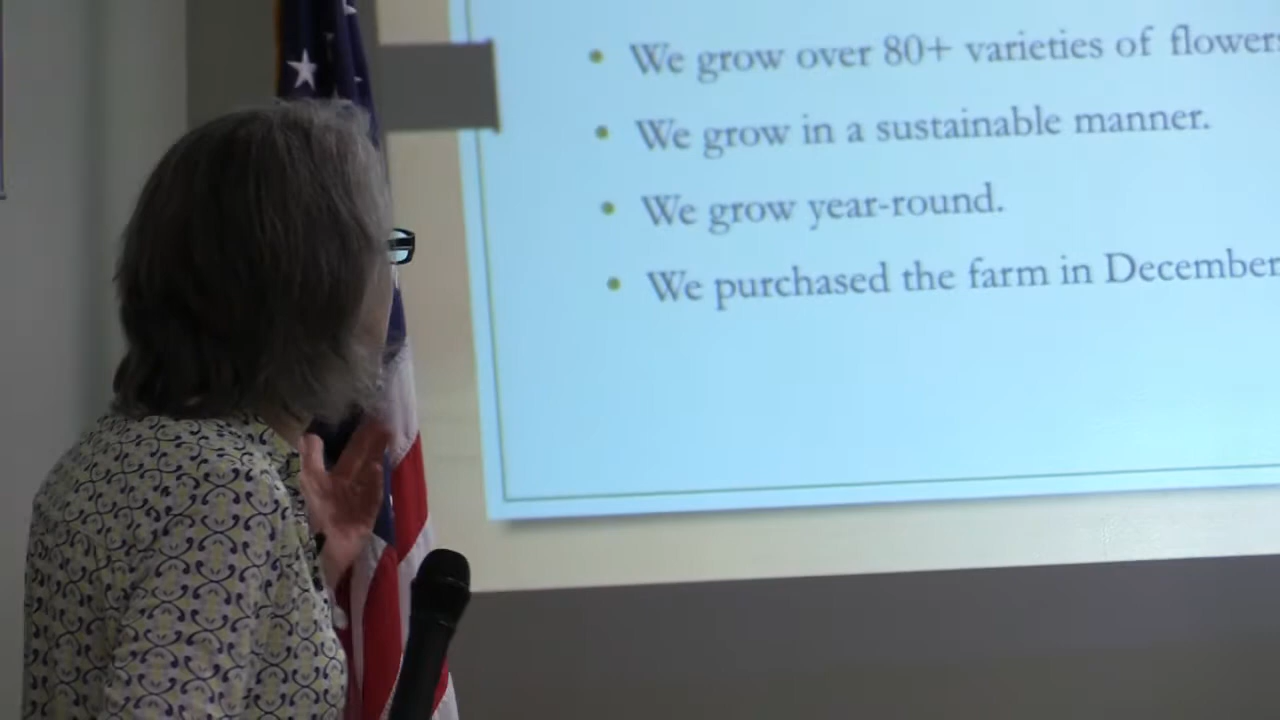 • We grow over 80+ varieties of flowers
• We grow in a sustainable manner.
• We grow year-round.
• We purchased the farm in December